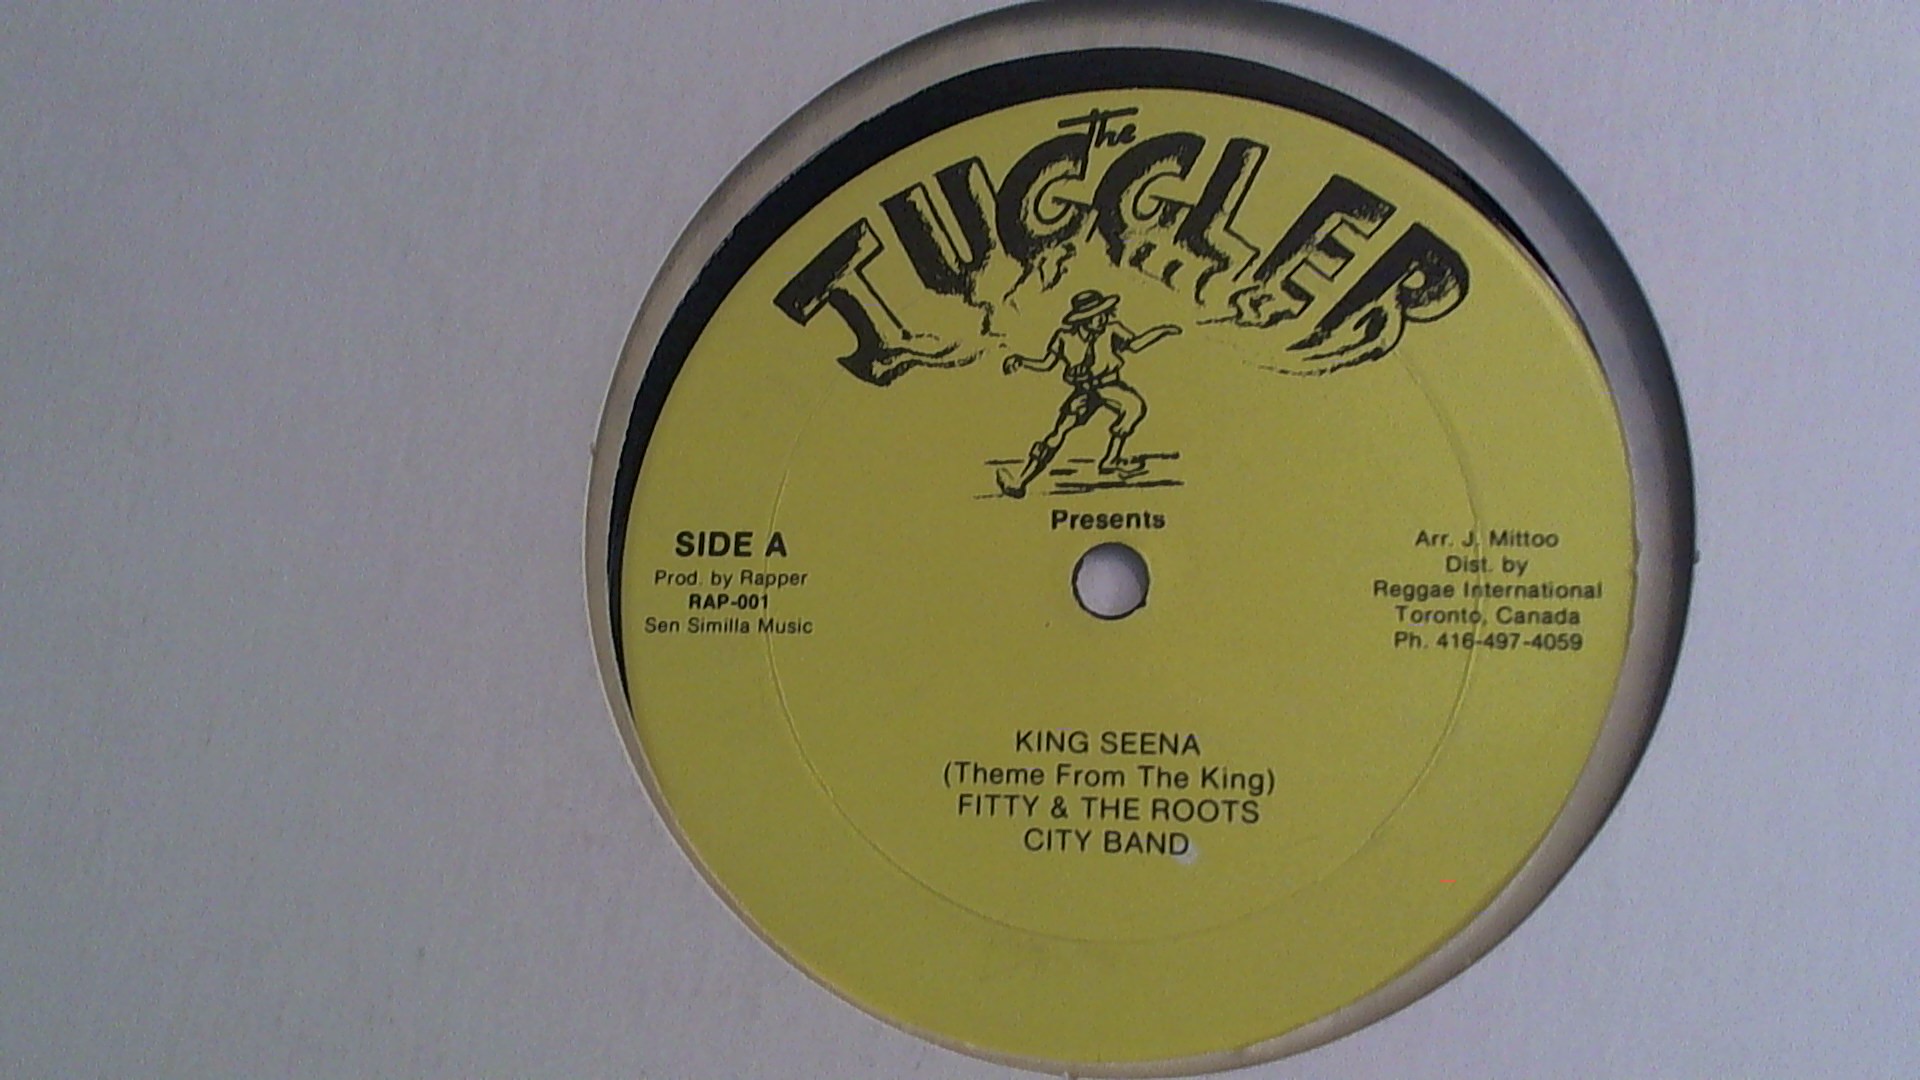 The
JUGGLER
Presents
SIDE A
Prod. by Rapper
RAP-001
Sen Similla Music
Arr. J. Mittoo
Dist. by
Reggae International
Toronto, Canada
Ph. 416-497-4059
KING SEENA
(Theme From The King)
FITTY & THE ROOTS
CITY BAND